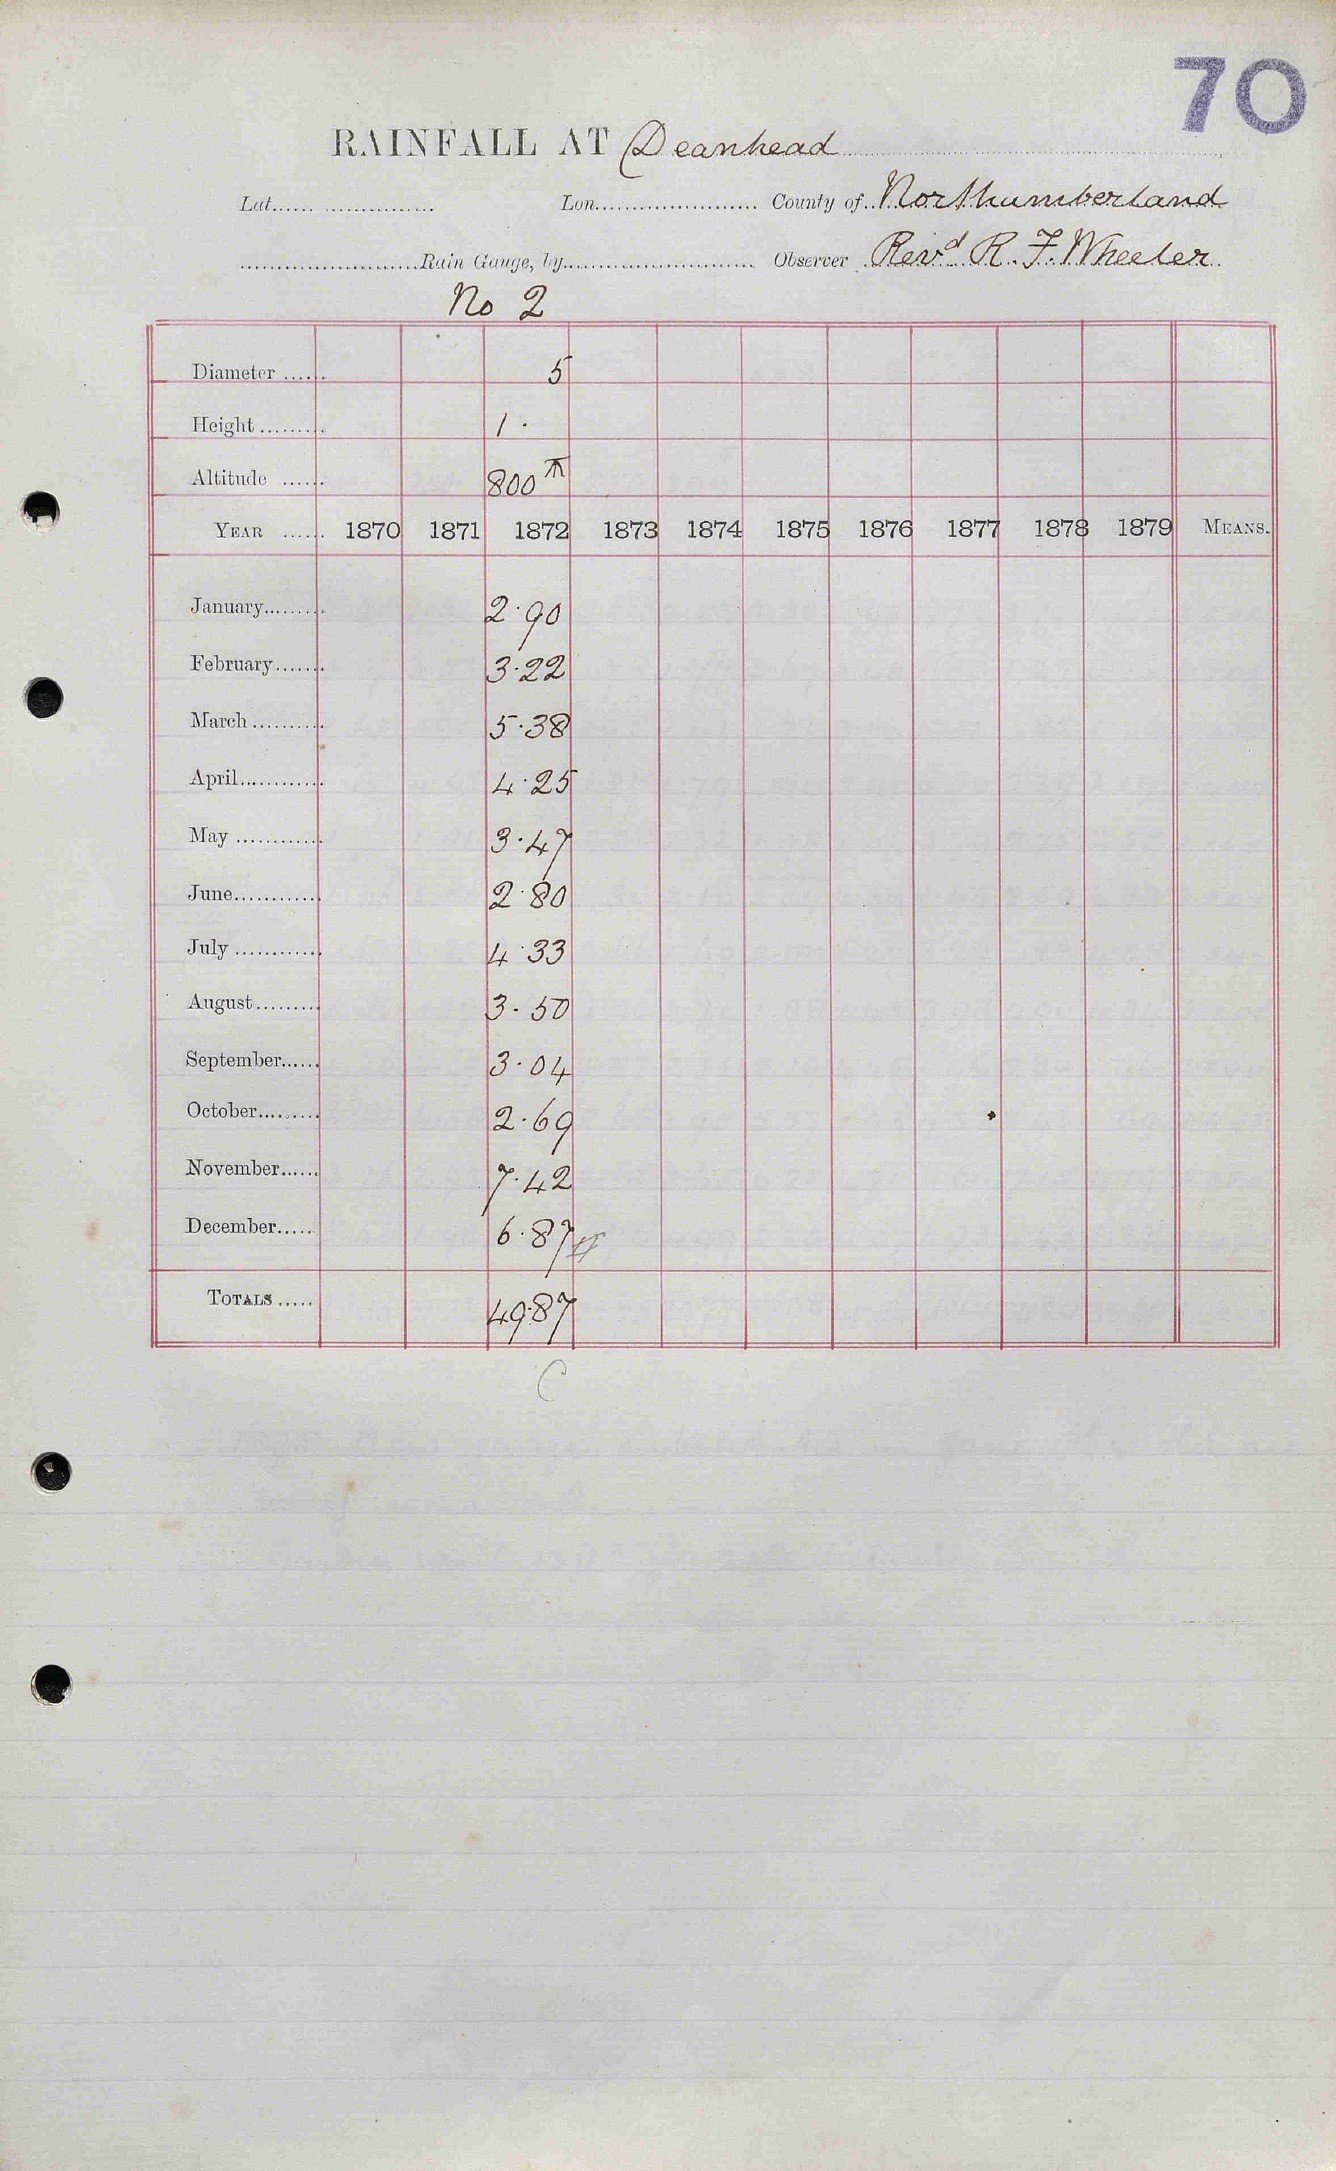 70
RAINFALL AT Deanhead
Lat. Lon. County of Northumberland
Rain Gauge, by Observer Revd R. F. Wheeler
No 2
Diameter 5
Height 1 ·
Altitude 800 T
YEAR 1870 1871 1872 1873 1874 1875 1876 1877 1878 1879 MEANS.
January 2.90
February 3.22
March 5.38
April 4.25
May 3.47
June 2.80
July 4.33
August 3.50
September 3.04
October 2.69
November 7.42
December 6.87
TOTALS 49.87
C